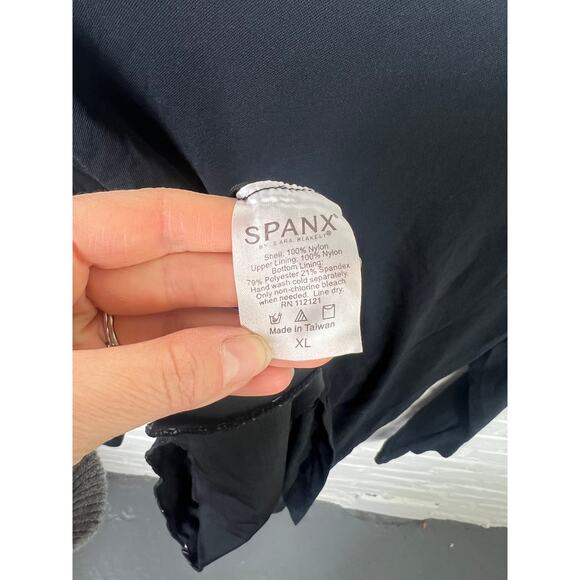 SPANX®
BY SARA BLAKELY®
Shell: 100% Nylon
Upper Lining: 100% Nylon
Bottom Lining:
79% Polyester 21% Spandex
Hand wash cold separately.
Only non-chlorine bleach
when needed. Line dry.
RN 112121
Made in Taiwan
XL